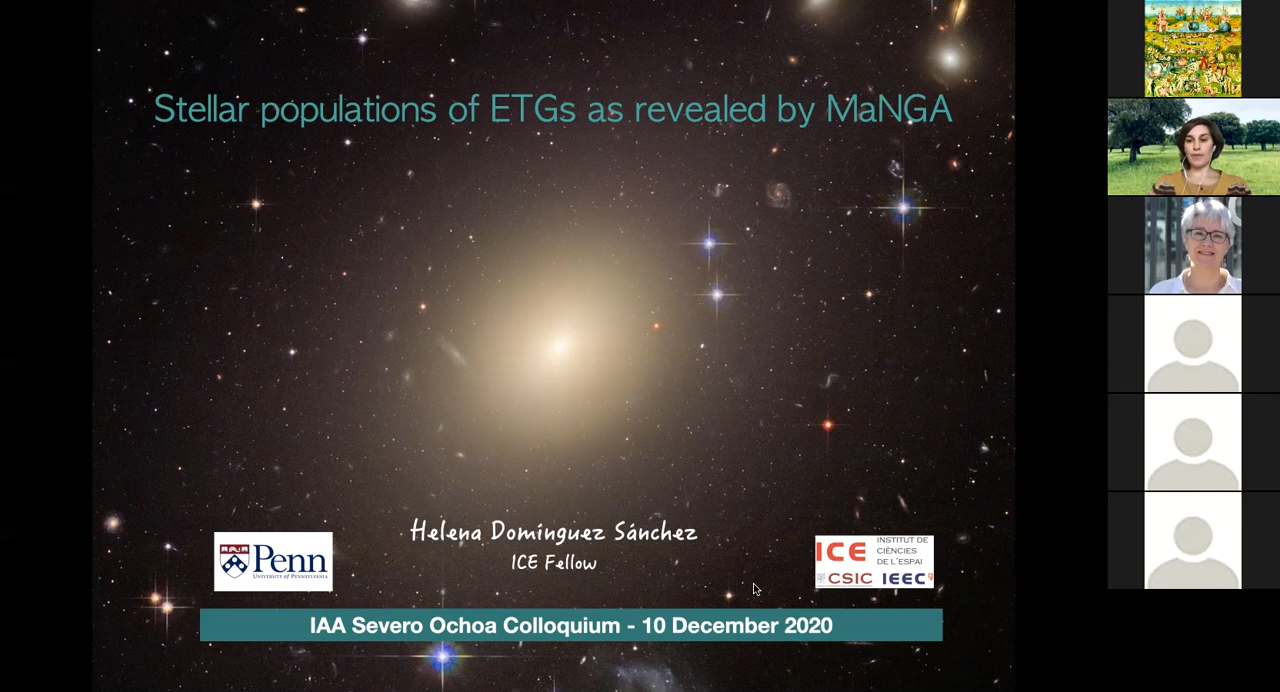 Stellar populations of ETGs as revealed by MaNGA
Helena Domínguez Sánchez
ICE Fellow
Penn
UNIVERSITY OF PENNSYLVANIA
ICE
INSTITUT DE
CIÈNCIES
DE L'ESPAI
CSIC IEEC
IAA Severo Ochoa Colloquium - 10 December 2020